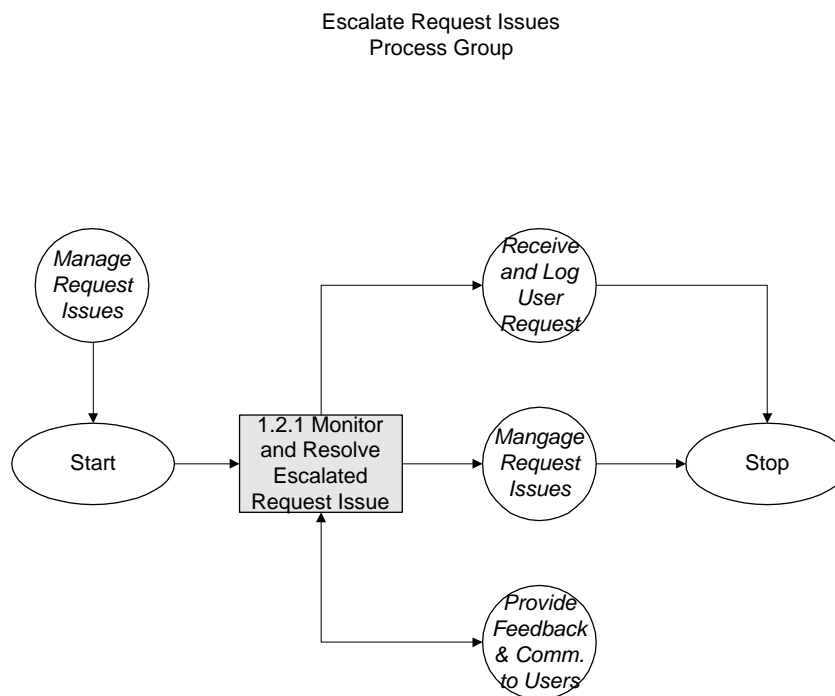 Escalate Request Issues
Process Group
Manage
Request
Issues
Receive
and Log
User
Request
Start
1.2.1 Monitor
and Resolve
Escalated
Request Issue
Mangage
Request
Issues
Stop
Provide
Feedback
& Comm.
to Users